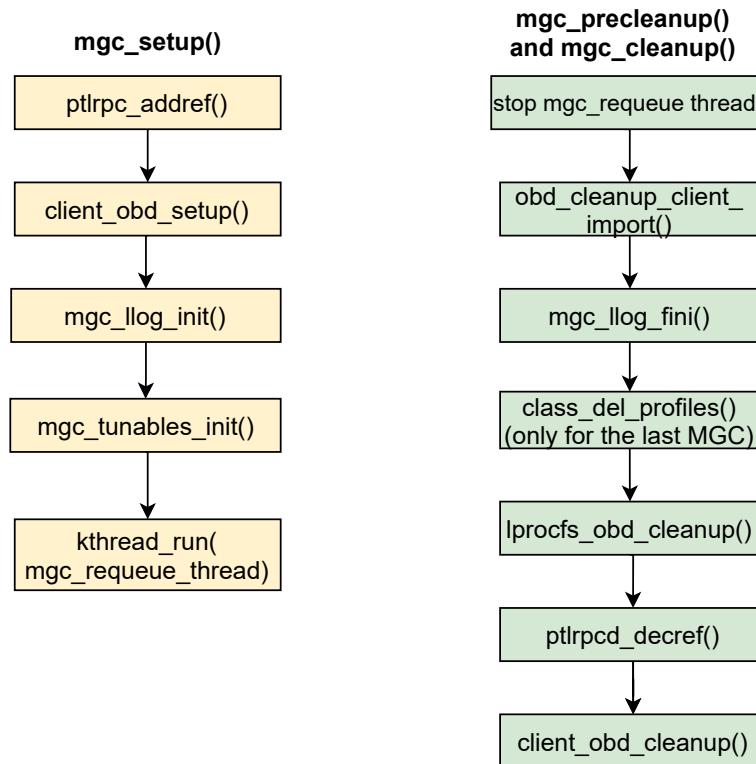 mgc_setup()
ptlrpc_addref()
client_obd_setup()
mgc_llog_init()
mgc_tunables_init()
kthread_run(
mgc_requeue_thread)
mgc_precleanup()
and mgc_cleanup()
stop mgc_requeue thread
obd_cleanup_client_
import()
mgc_llog_fini()
class_del_profiles()
(only for the last MGC)
lprocfs_obd_cleanup()
ptlrpcd_decref()
client_obd_cleanup()